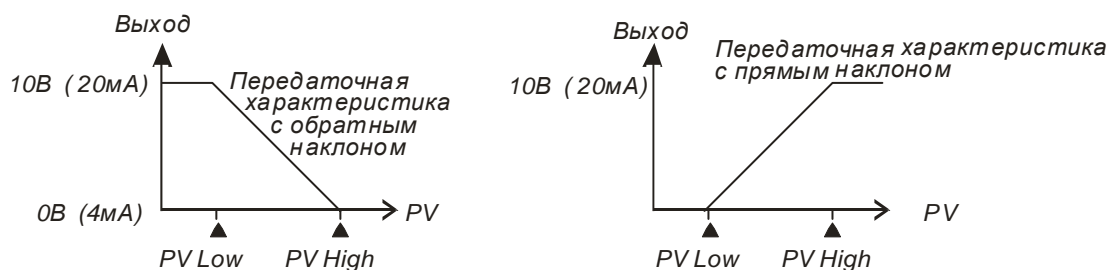 Выход
10В (20мА)
Передаточная
характеристика
с обратным
наклоном
0В (4мА)
PV
PV Low PV High
Выход
Передаточная характеристика
с прямым наклоном
10В (20мА)
PV
PV Low PV High